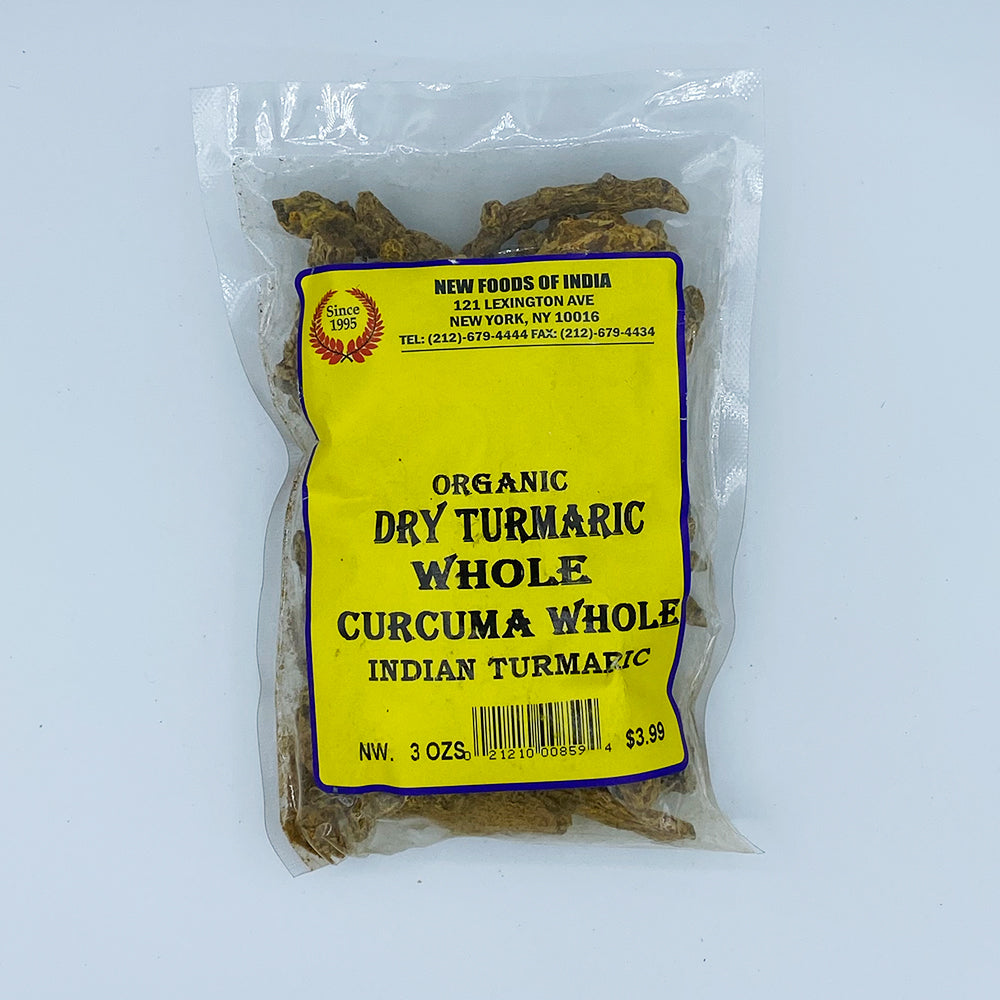 NEW FOODS OF INDIA
121 LEXINGTON AVE
NEW YORK, NY 10016
TEL: (212)-679-4444 FAX: (212)-679-4434
Since
1995
ORGANIC
DRY TURMARIC
WHOLE
CURCUMA WHOLE
INDIAN TURMARIC
NW. 3 OZS
0 21210 00859 4
$3.99